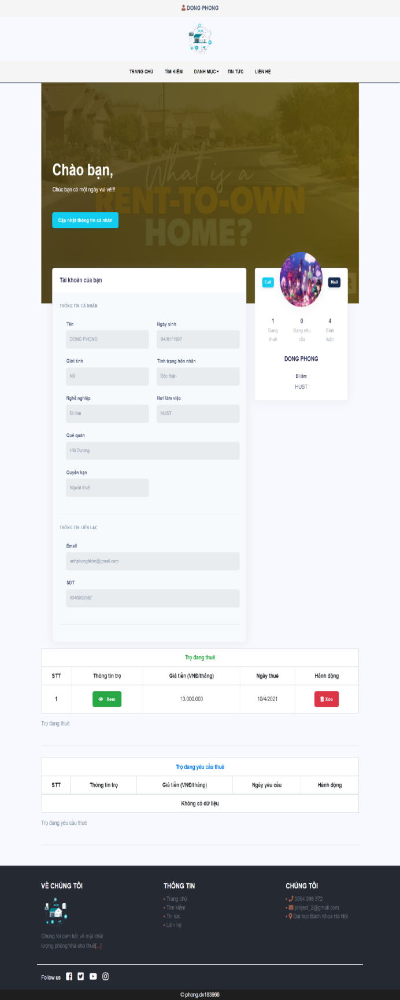 DONG PHONG
TRANG CHỦ TÌM KIẾM DANH MỤC TIN TỨC LIÊN HỆ
What is a
RENT-TO-OWN
HOME?
Chào bạn,
Chúc bạn có một ngày vui vẻ!!!
Cập nhật thông tin cá nhân
Tài khoản của bạn
THÔNG TIN CÁ NHÂN
Tên Ngày sinh
DONG PHONG 04/01/1997
Giới tính Tình trạng hôn nhân
Nữ Độc thân
Nghề nghiệp Nơi làm việc
Đi làm HUST
Quê quán
Hải Dương
Quyền hạn
Người thuê
THÔNG TIN LIÊN LẠC
Email
anhphonghktm@gmail.com
SDT
0346902567
Call Mail
1 0 4
Đang thuê Đang yêu cầu Bình luận
DONG PHONG
Đi làm
HUST
Trọ đang thuê
STT Thông tin trọ Giá tiền (VNĐ/tháng) Ngày thuê Hành động
1 Xem 10.000.000 10/4/2021 Xóa
Trọ đang thuê
Trọ đang yêu cầu thuê
STT Thông tin trọ Giá tiền (VNĐ/tháng) Ngày yêu cầu Hành động
Không có dữ liệu
Trọ đang yêu cầu thuê
VỀ CHÚNG TÔI
Chúng tôi cam kết về mặt chất
lượng phòng/nhà cho thuê[...]
THÔNG TIN
Trang chủ
Tìm kiếm
Tin tức
Liên hệ
CHÚNG TÔI
0564 099 372
project_2@gmail.com
Đại học Bách Khoa Hà Nội
Follow us
© phong.dx183966